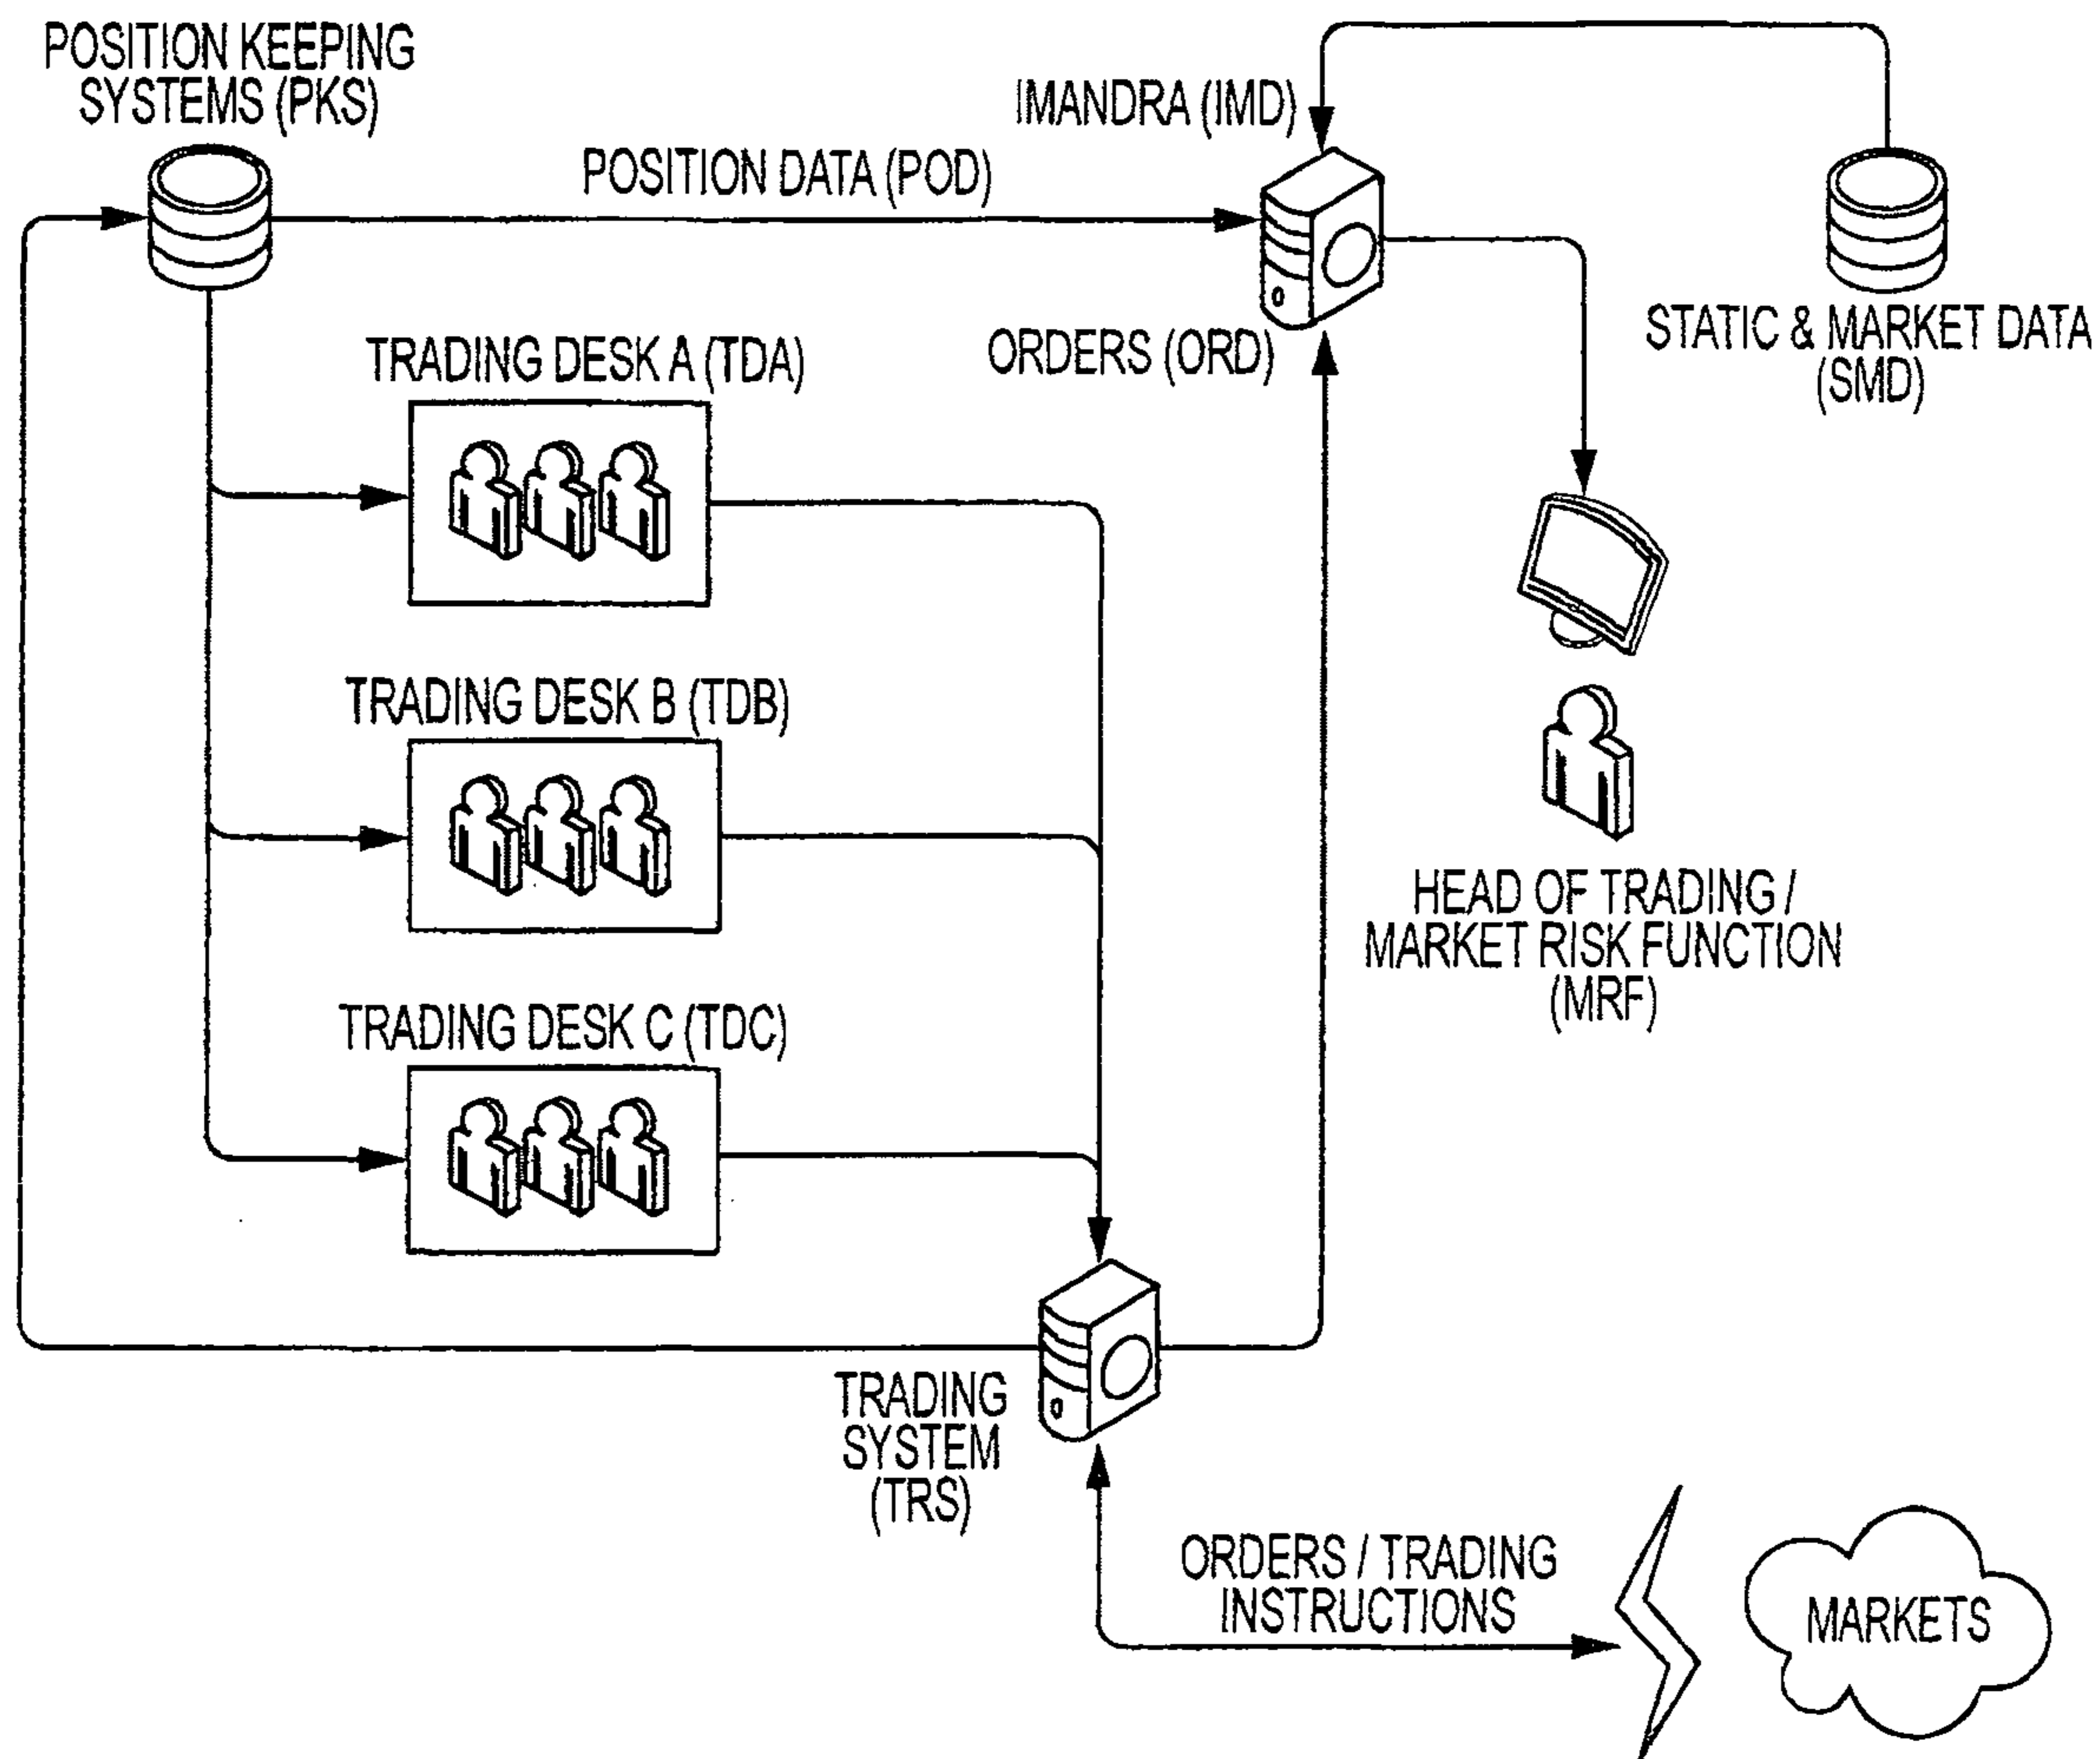 POSITION KEEPING
SYSTEMS (PKS)
IMANDRA (IMD)
POSITION DATA (POD)
STATIC & MARKET DATA
(SMD)
TRADING DESK A (TDA)
ORDERS (ORD)
TRADING DESK B (TDB)
HEAD OF TRADING /
MARKET RISK FUNCTION
(MRF)
TRADING DESK C (TDC)
TRADING
SYSTEM
(TRS)
ORDERS / TRADING
INSTRUCTIONS
MARKETS